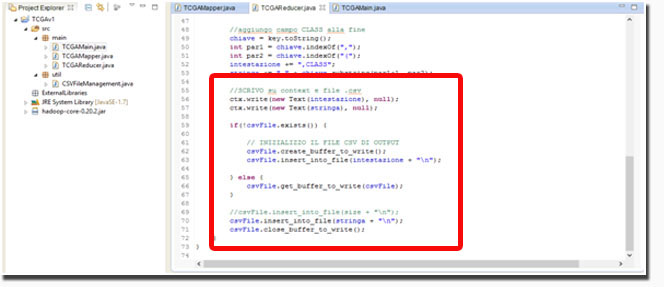 Project Explorer
TCGAv1
src
main
TCGAMain.java
TCGAMapper.java
TCGAReducer.java
util
CSVFileManagement.java
ExternalLibraries
JRE System Library [JavaSE-1.7]
hadoop-core-0.20.2.jar
TCGAMapper.java TCGAReducer.java TCGAMain.java
47
48 //aggiungo campo CLASS alla fine
49 chiave = key.toString();
50 int par1 = chiave.indexOf(",");
51 int par2 = chiave.indexOf(")");
52 intestazione += ",CLASS";
53
54
55 //SCRIVO su context e file .csv
56 ctx.write(new Text(intestazione), null);
57 ctx.write(new Text(stringa), null);
58
59 if(!csvFile.exists()) {
60
61 // INIZIALIZZO IL FILE CSV DI OUTPUT
62 csvFile.create_buffer_to_write();
63 csvFile.insert_into_file(intestazione + "\n");
64
65 } else {
66 csvFile.get_buffer_to_write(csvFile);
67 }
68
69 //csvFile.insert_into_file(size + "\n");
70 csvFile.insert_into_file(stringa + "\n");
71 csvFile.close_buffer_to_write();
72 }
73 }
74